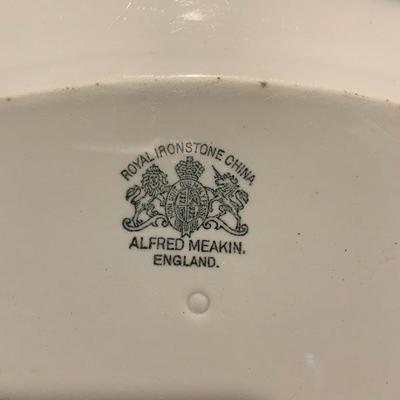 ROYAL IRONSTONE CHINA
ALFRED MEAKIN.
ENGLAND.